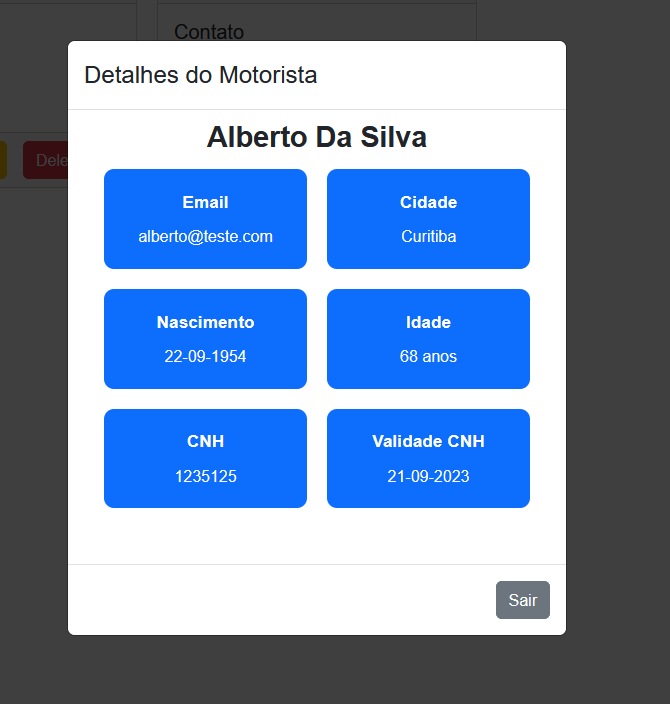 Contato
Detalhes do Motorista
Alberto Da Silva
Email
alberto@teste.com
Cidade
Curitiba
Dele
Nascimento
22-09-1954
Idade
68 anos
CNH
1235125
Validade CNH
21-09-2023
Sair